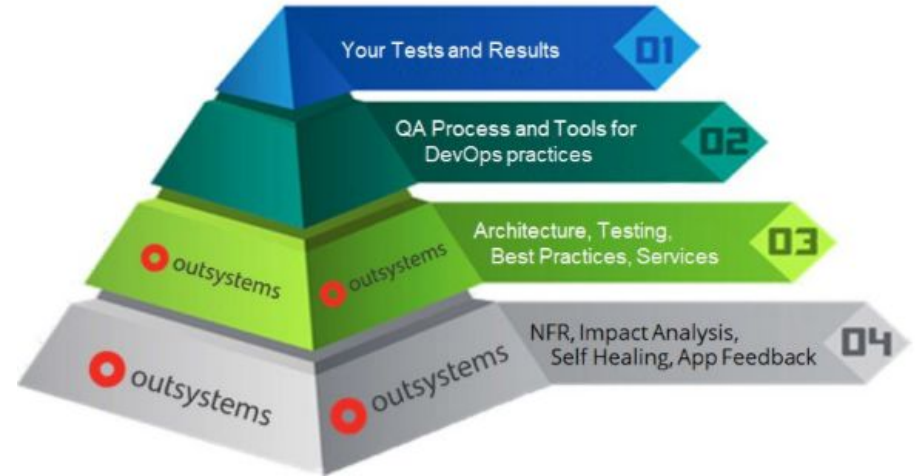 Your Tests and Results
01
QA Process and Tools for
DevOps practices
02
Architecture, Testing,
Best Practices, Services
03
outsystems
outsystems
NFR, Impact Analysis,
Self Healing, App Feedback
04
outsystems
outsystems